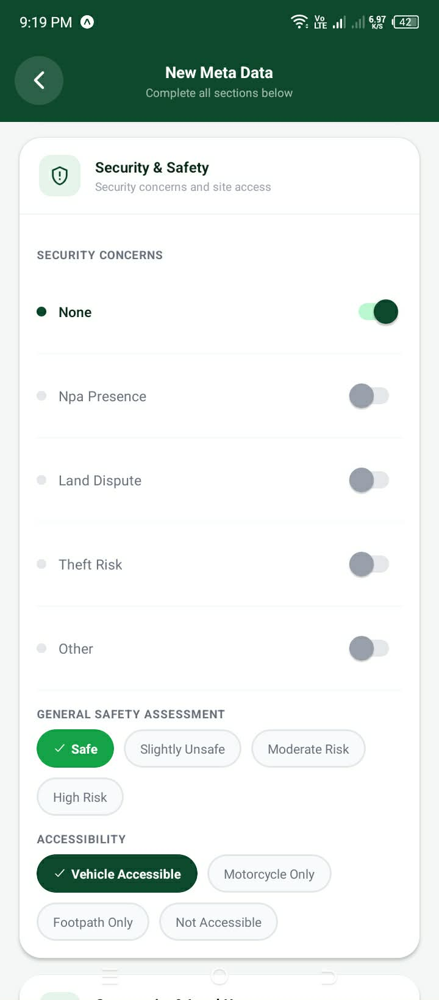 9:19 PM
Vo LTE
6.97 K/S
42
New Meta Data
Complete all sections below
Security & Safety
Security concerns and site access
SECURITY CONCERNS
None
Npa Presence
Land Dispute
Theft Risk
Other
GENERAL SAFETY ASSESSMENT
Safe Slightly Unsafe Moderate Risk
High Risk
ACCESSIBILITY
Vehicle Accessible Motorcycle Only
Footpath Only Not Accessible